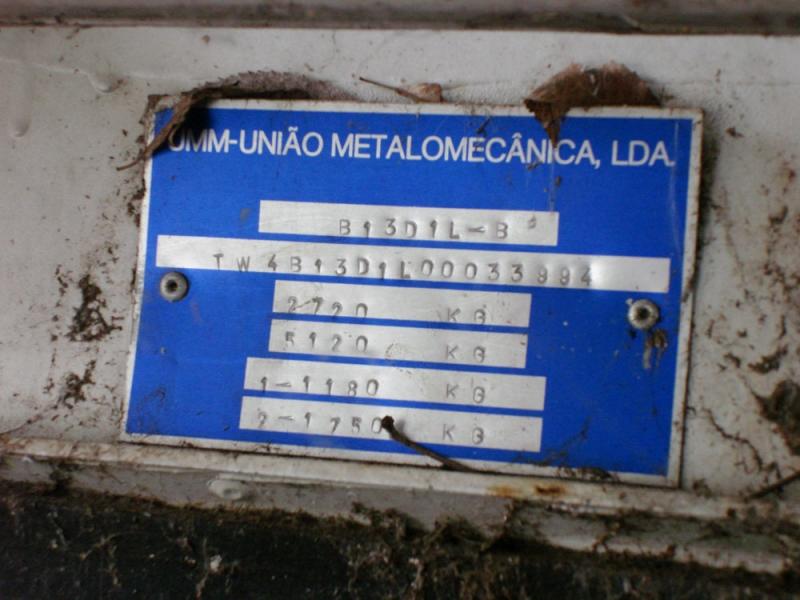 UMM-UNIÃO METALOMECÂNICA, LDA.
B13D1L-B
TW4B13D1L00033994
2720 KG
5120 KG
1-1180 KG
2-1750 KG